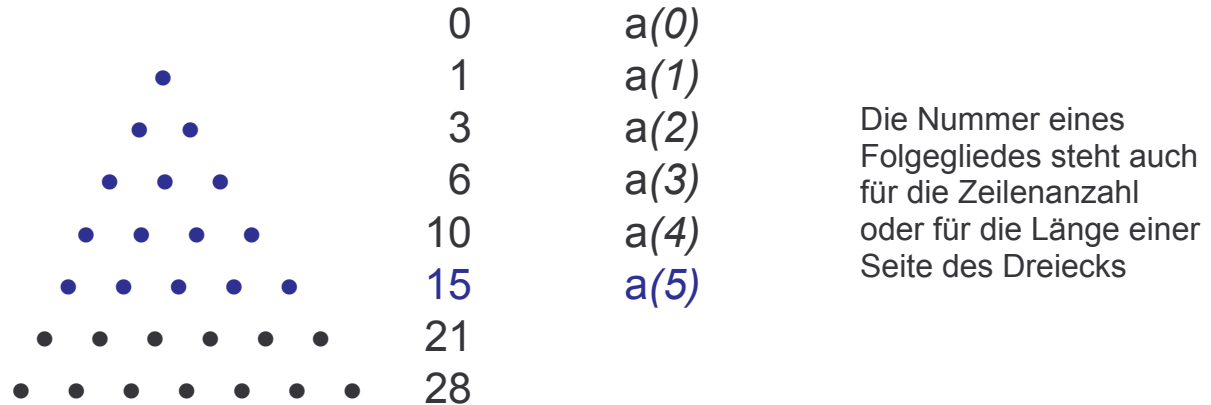 0 a(0)
1 a(1)
3 a(2)
6 a(3)
10 a(4)
15 a(5)
21
28
Die Nummer eines
Folgegliedes steht auch
für die Zeilenanzahl
oder für die Länge einer
Seite des Dreiecks